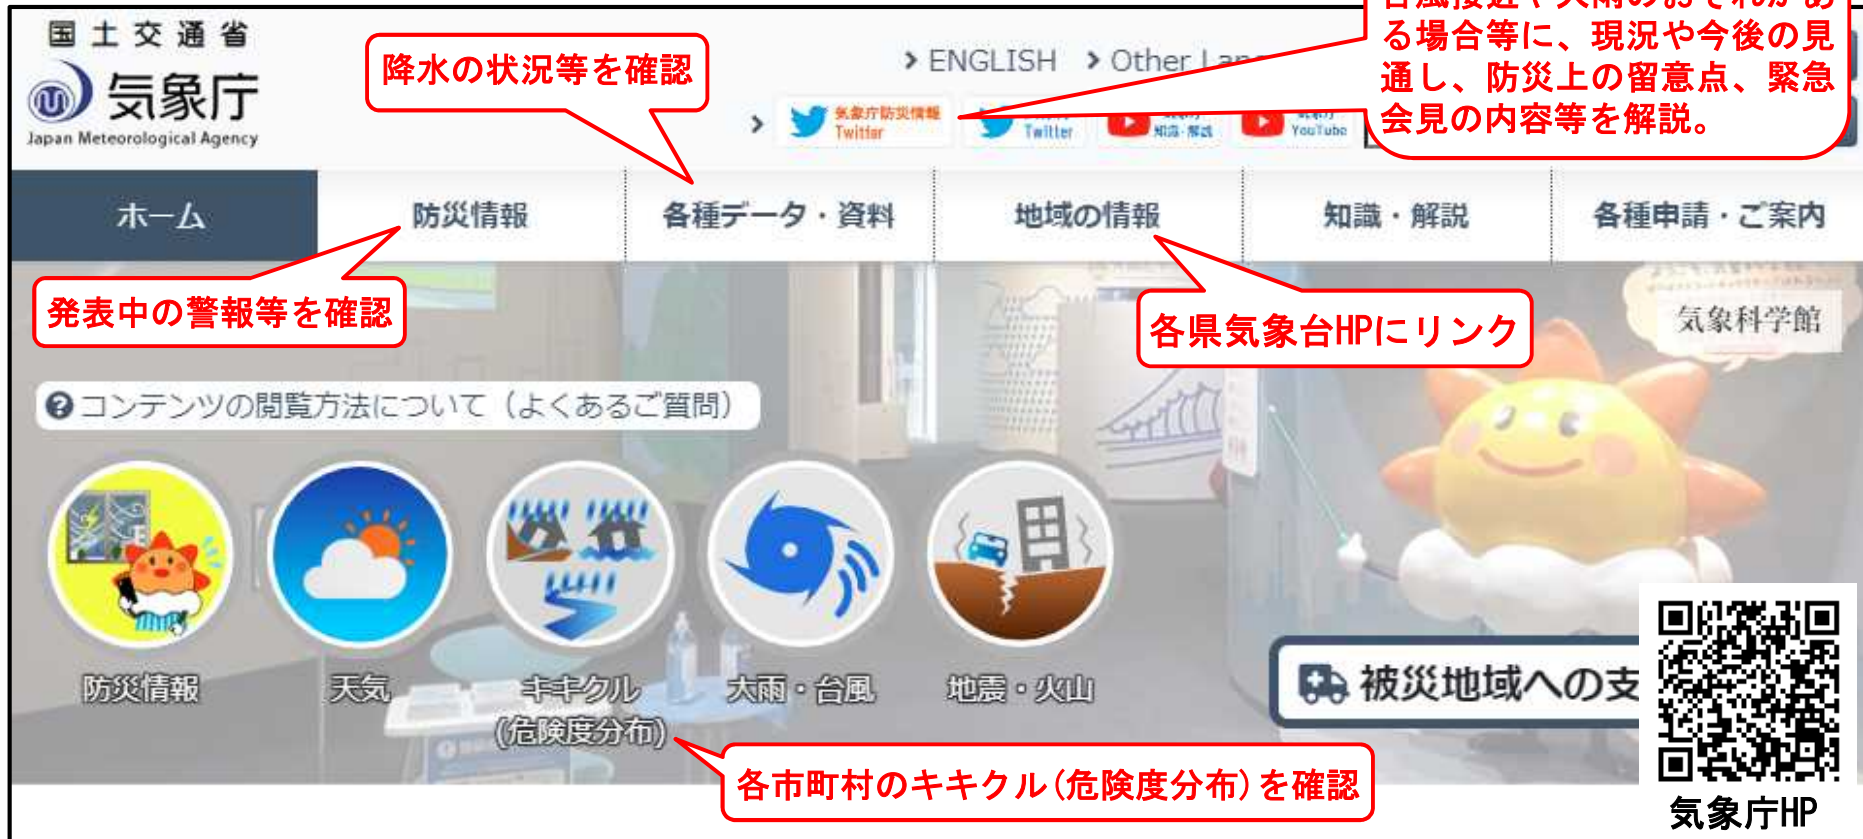 国土交通省
気象庁
Japan Meteorological Agency
降水の状況等を確認
ENGLISH
Other Lan
る場合等に、現況や今後の見
通し、防災上の留意点、緊急
会見の内容等を解説。
気象庁防災情報
Twitter
Twitter
知識・解説
YouTube
ホーム
防災情報
各種データ・資料
地域の情報
知識・解説
各種申請・ご案内
発表中の警報等を確認
各県気象台HPにリンク
気象科学館
コンテンツの閲覧方法について（よくあるご質問）
防災情報
天気
キキクル
(危険度分布)
大雨・台風
地震・火山
被災地域への支
各市町村のキキクル(危険度分布)を確認
気象庁HP